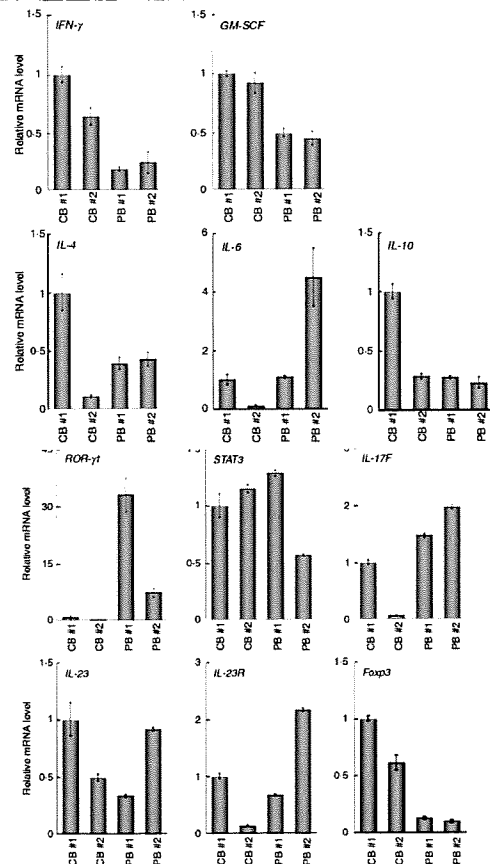 IFN-γ
1·5
1
0·5
0
Relative mRNA level
CB #1
CB #2
PB #1
PB #2
GM-SCF
1·5
1
0·5
0
CB #1
CB #2
PB #1
PB #2
IL-4
1·5
1
0·5
0
Relative mRNA level
CB #1
CB #2
PB #1
PB #2
IL-6
6
4
2
0
CB #1
CB #2
PB #1
PB #2
IL-10
1·5
1
0·5
0
CB #1
CB #2
PB #1
PB #2
ROR-γt
30
15
0
Relative mRNA level
CB #1
CB #2
PB #1
PB #2
STAT3
1
0·5
0
CB #1
CB #2
PB #1
PB #2
IL-17F
2
1
0
CB #1
CB #2
PB #1
PB #2
IL-23
1·5
1
0·5
0
Relative mRNA level
CB #1
CB #2
PB #1
PB #2
IL-23R
3
2
1
0
CB #1
CB #2
PB #1
PB #2
Foxp3
1·5
1
0·5
0
CB #1
CB #2
PB #1
PB #2